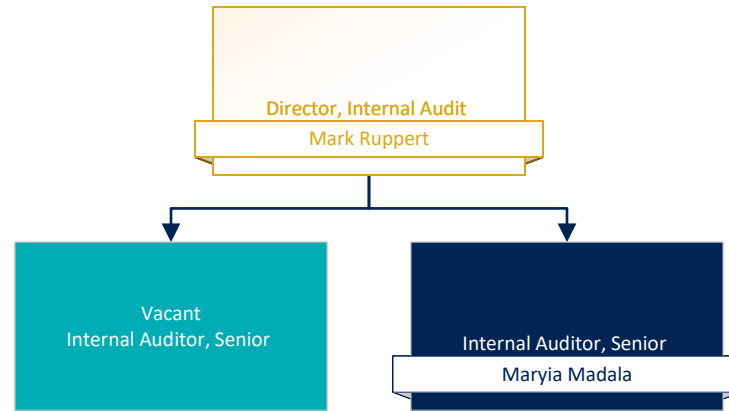 Director, Internal Audit
Mark Ruppert
Vacant
Internal Auditor, Senior
Internal Auditor, Senior
Maryia Madala